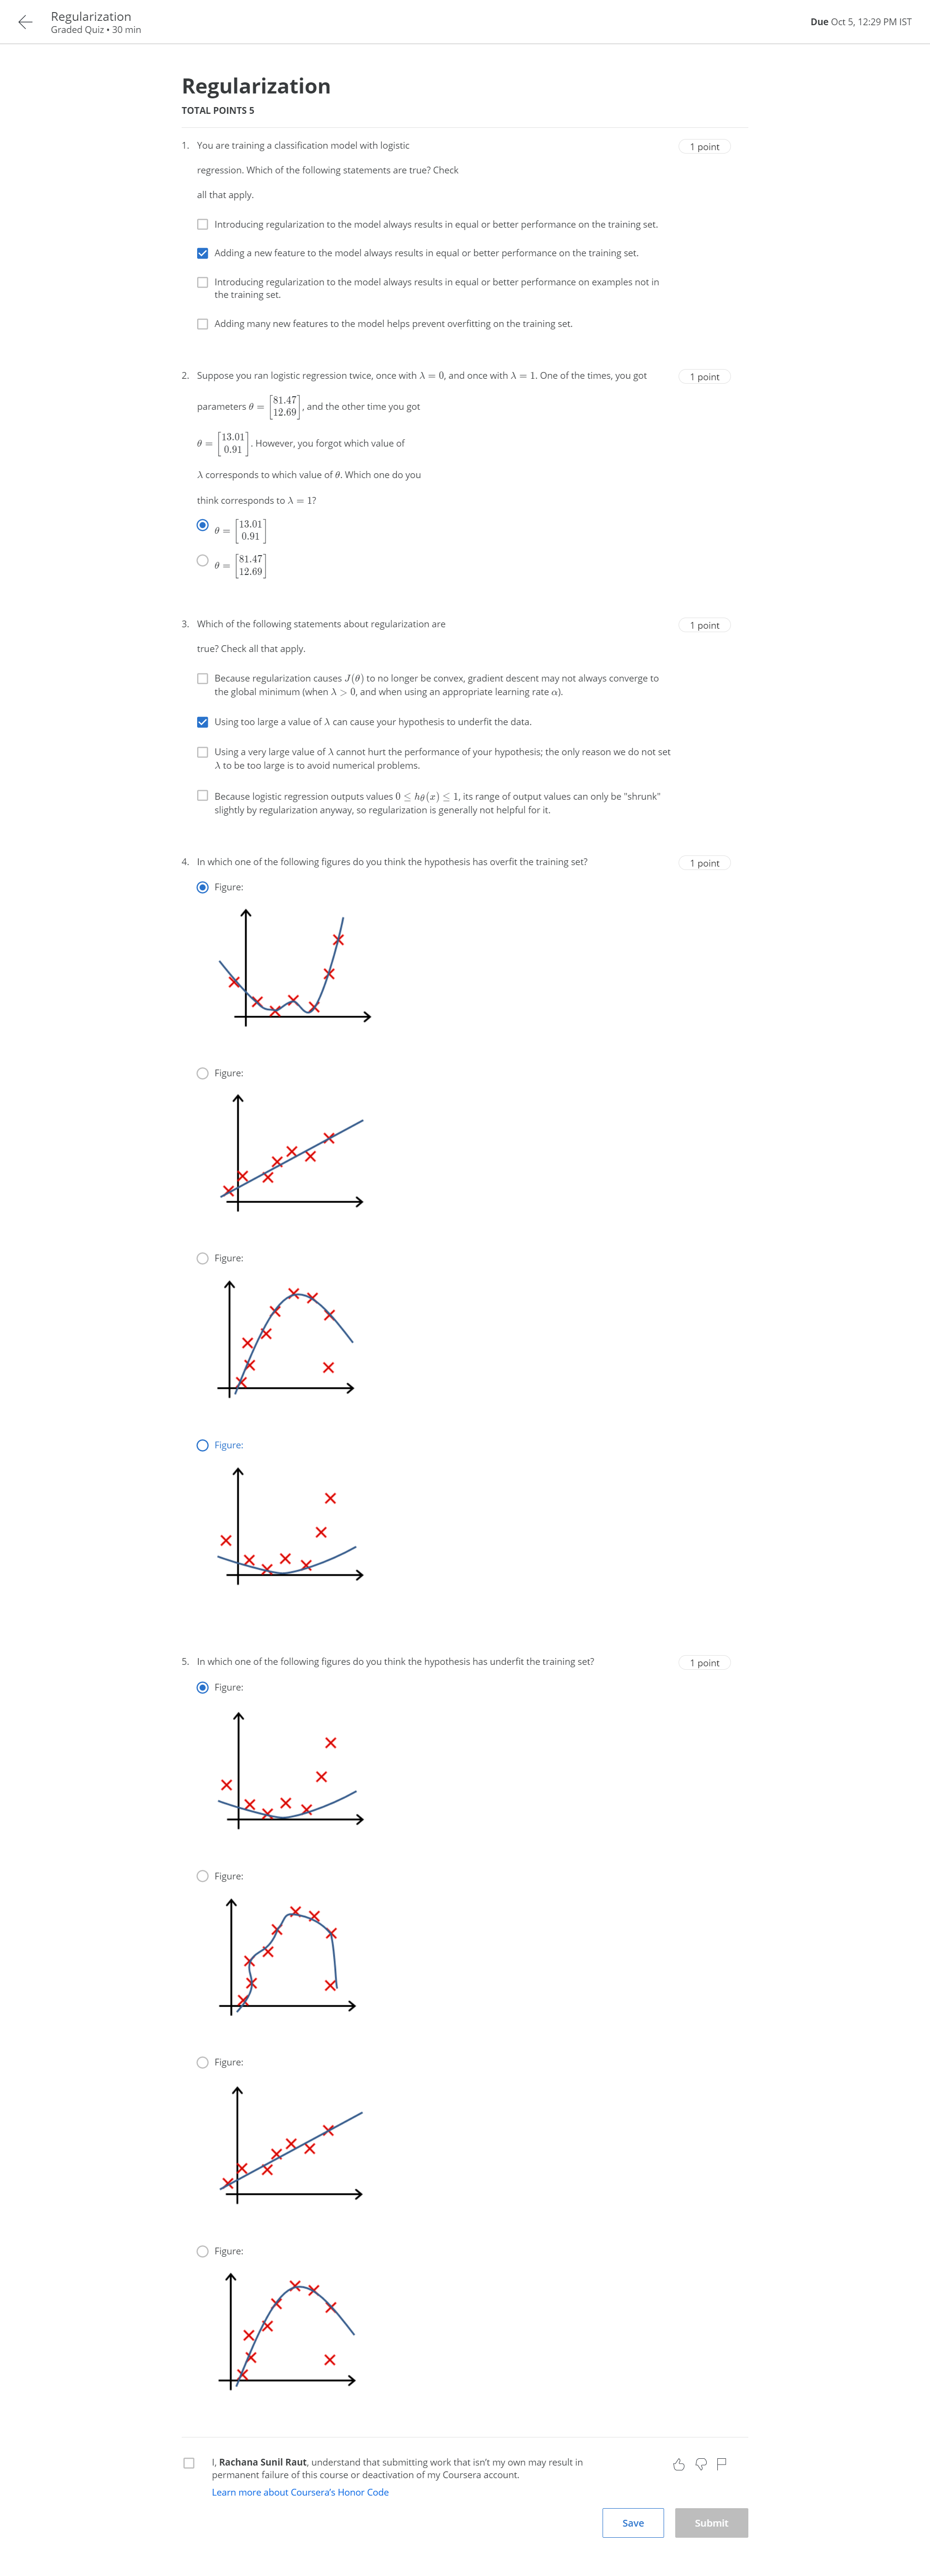 Regularization
Graded Quiz • 30 min
Due Oct 5, 12:29 PM IST
Regularization
TOTAL POINTS 5
1. You are training a classification model with logistic
1 point
regression. Which of the following statements are true? Check
all that apply.
Introducing regularization to the model always results in equal or better performance on the training set.
Adding a new feature to the model always results in equal or better performance on the training set.
Introducing regularization to the model always results in equal or better performance on examples not in
the training set.
Adding many new features to the model helps prevent overfitting on the training set.
2. Suppose you ran logistic regression twice, once with λ = 0, and once with λ = 1. One of the times, you got
1 point
parameters θ = [81.47 12.69], and the other time you got
θ = [13.01 0.91]. However, you forgot which value of
λ corresponds to which value of θ. Which one do you
think corresponds to λ = 1?
θ = [13.01 0.91]
θ = [81.47 12.69]
3. Which of the following statements about regularization are
1 point
true? Check all that apply.
Because regularization causes J(θ) to no longer be convex, gradient descent may not always converge to
the global minimum (when λ > 0, and when using an appropriate learning rate α).
Using too large a value of λ can cause your hypothesis to underfit the data.
Using a very large value of λ cannot hurt the performance of your hypothesis; the only reason we do not set
λ to be too large is to avoid numerical problems.
Because logistic regression outputs values 0 ≤ hθ(x) ≤ 1, its range of output values can only be "shrunk"
slightly by regularization anyway, so regularization is generally not helpful for it.
4. In which one of the following figures do you think the hypothesis has overfit the training set?
1 point
Figure:
Figure:
Figure:
Figure:
5. In which one of the following figures do you think the hypothesis has underfit the training set?
1 point
Figure:
Figure:
Figure:
Figure:
I, Rachana Sunil Raut, understand that submitting work that isn't my own may result in
permanent failure of this course or deactivation of my Coursera account.
Learn more about Coursera's Honor Code
Save
Submit